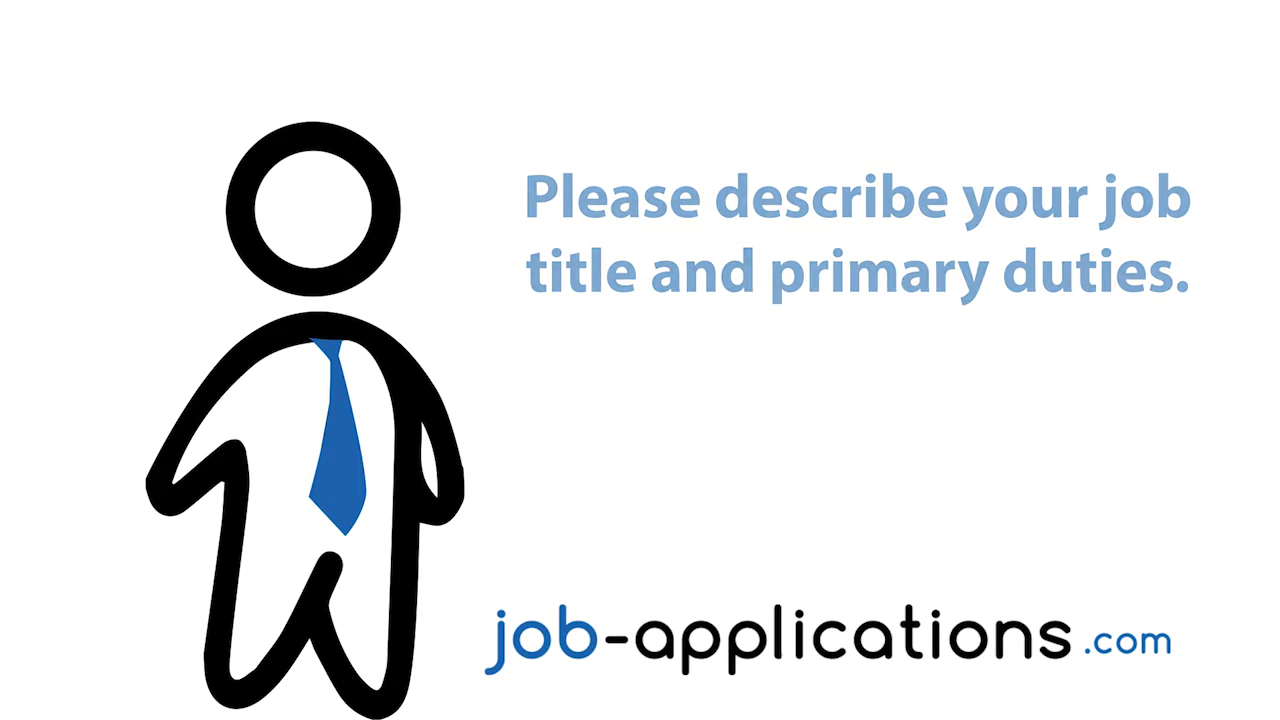 Please describe your job
title and primary duties.
job-applications.com